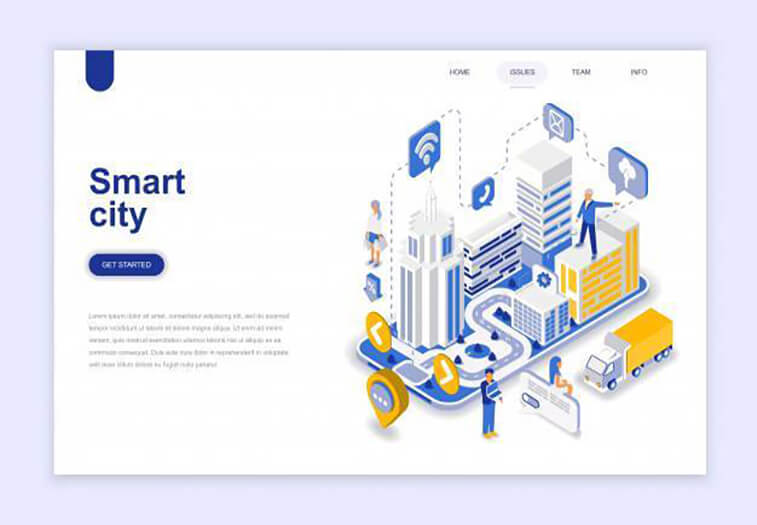 HOME
ISSUES
TEAM
INFO
Smart
city
GET STARTED
Lorem ipsum dolor sit amet, consectetur adipiscing elit, sed do
eiusmod tempor incididunt ut labore et dolore magna
aliqua. Ut enim ad minim veniam,
quis nostrud exercitation ullamco laboris nisi ut aliquip ex ea
commodo consequat. Duis aute irure dolor in reprehenderit in voluptate
velit esse cillum dolore eu fugiat nulla pariatur.